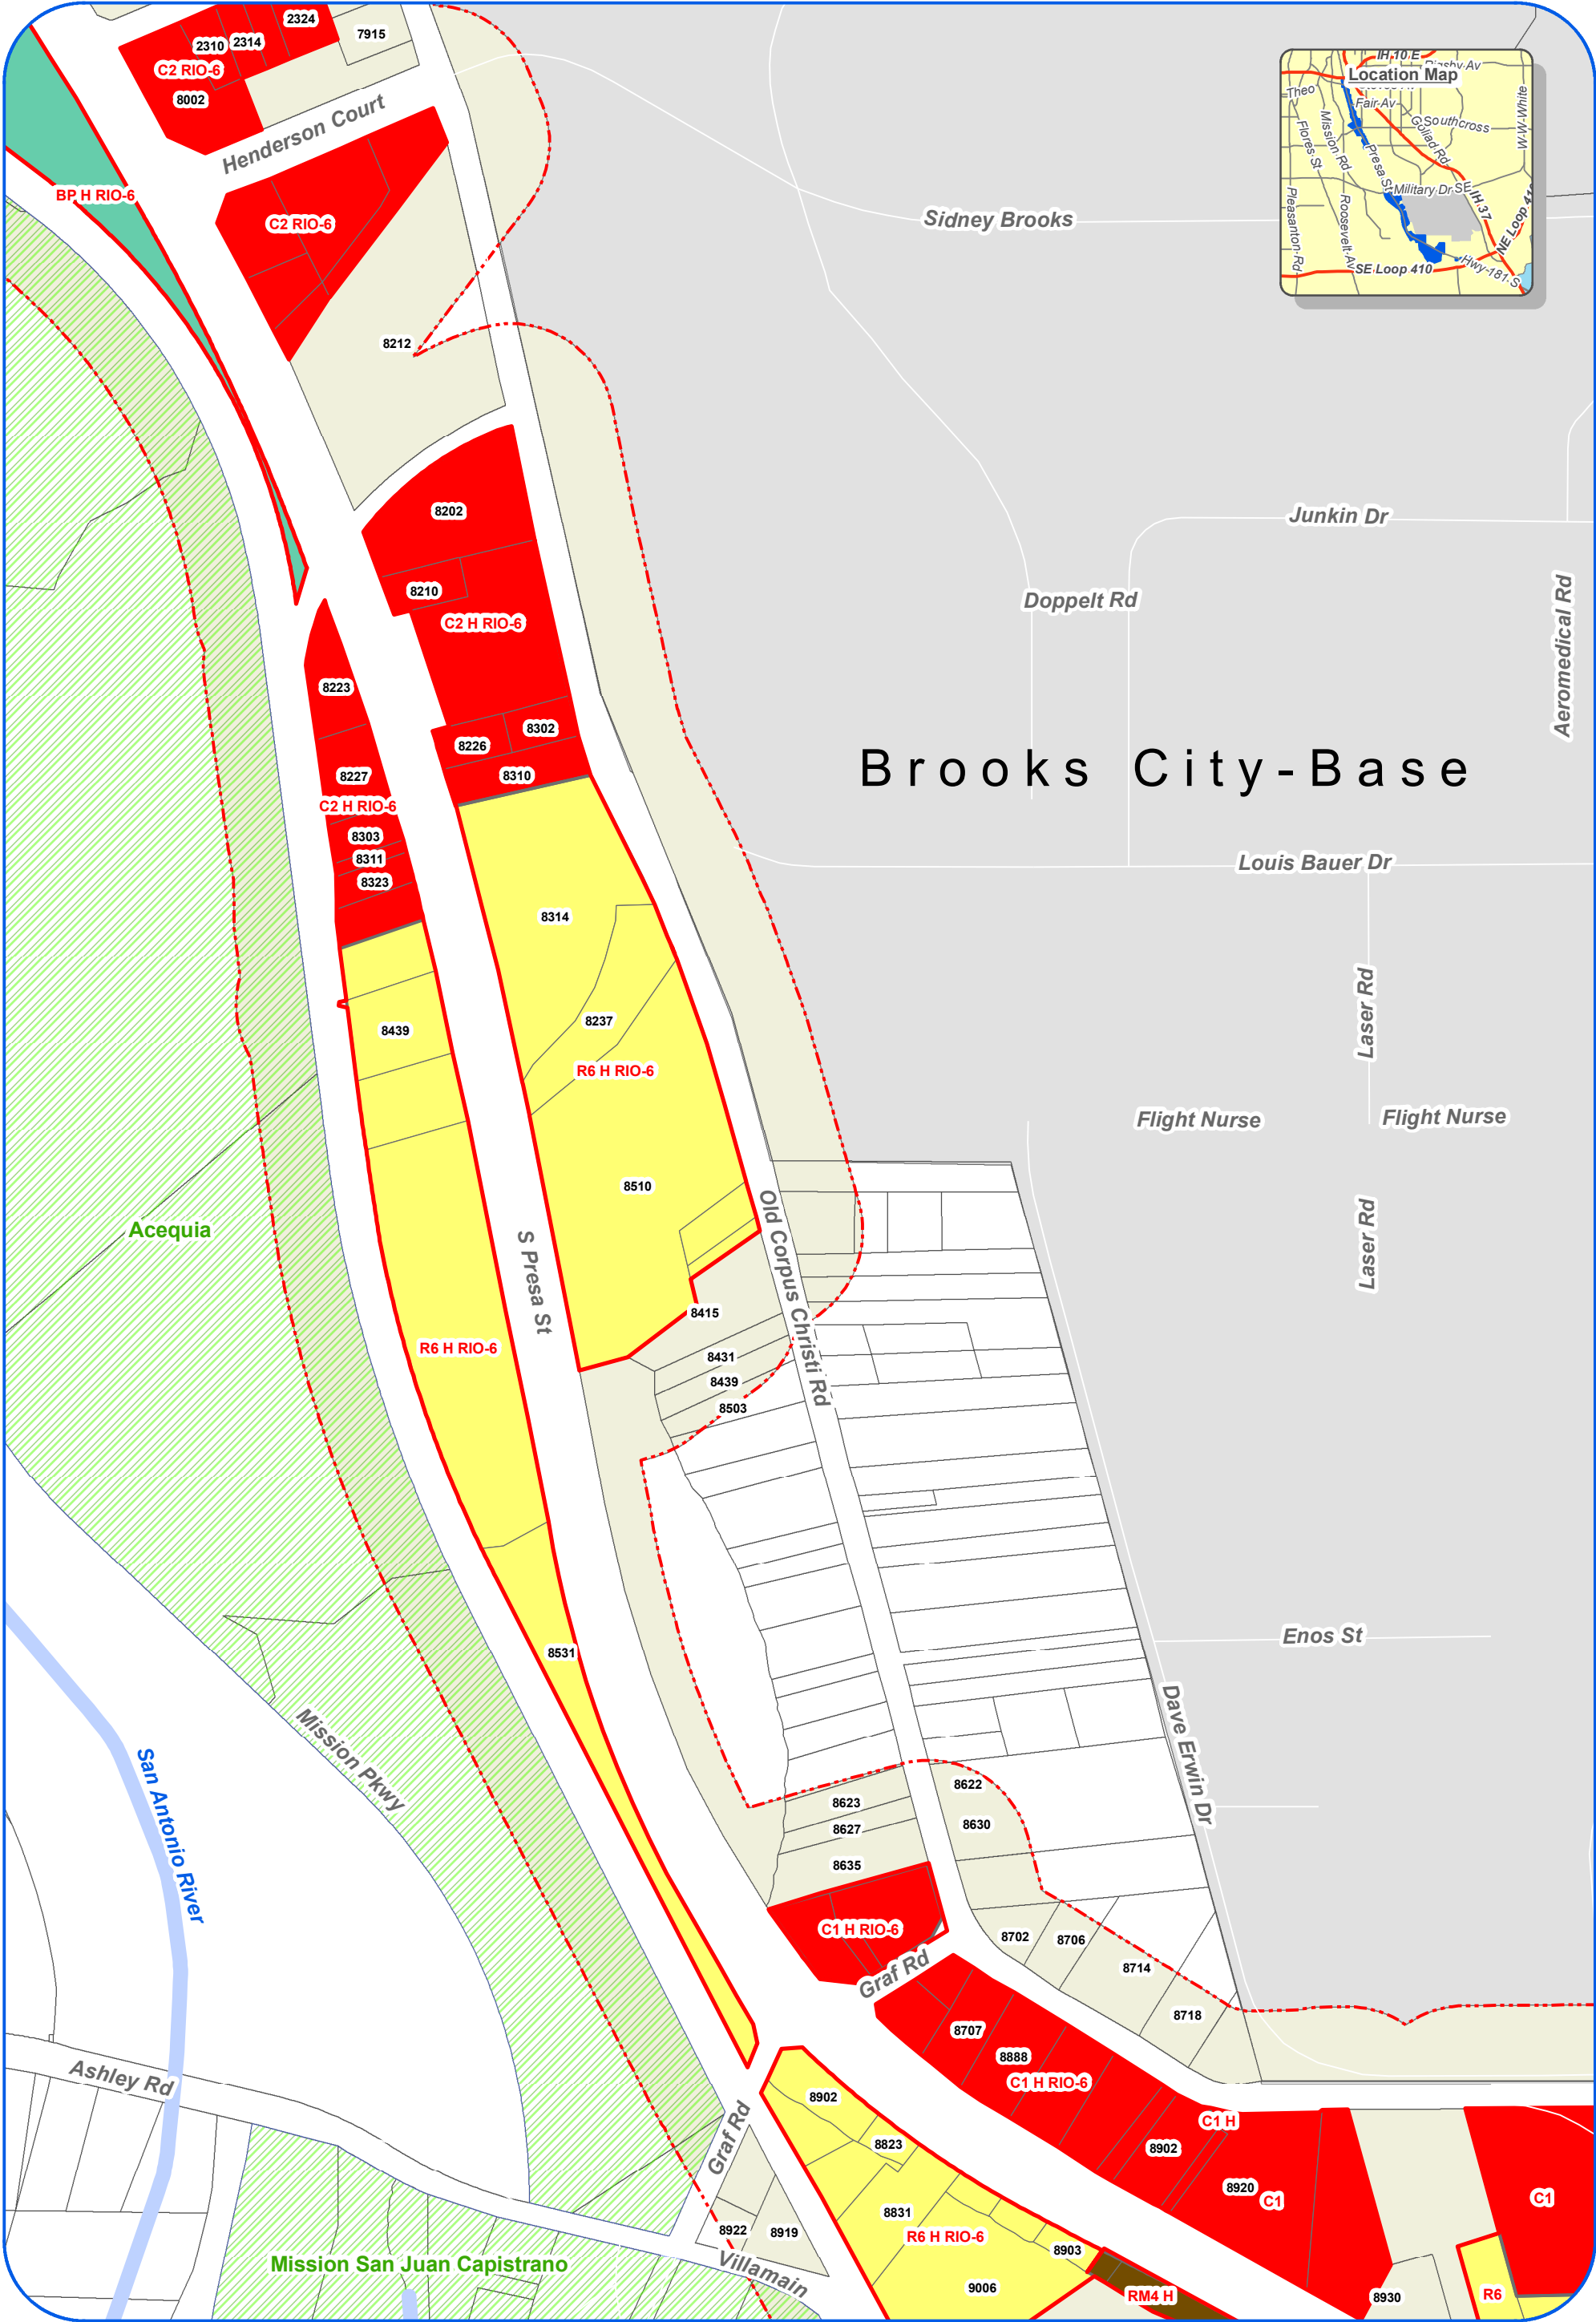 2324
2310
2314
7915
C2 RIO-6
8002
Henderson Court
BP H RIO-6
C2 RIO-6
Sidney Brooks
8212
IH 10 E
Location Map
Theo
Fair Av
Southcross
Goliad Rd
W-W-White
Flores St
Mission Rd
Presa St
Military Dr SE
IH 37
Pleasanton Rd
Roosevelt Av
SE Loop 410
Hwy-181-S
8202
Junkin Dr
8210
Doppelt Rd
Aeromedical Rd
C2 H RIO-6
8223
8302
8226
8227
8310
Brooks City-Base
C2 H RIO-6
8303
8311
8323
Louis Bauer Dr
8314
8439
8237
Laser Rd
R6 H RIO-6
Flight Nurse
Flight Nurse
8510
Acequia
S Presa St
Old Corpus Christi Rd
Laser Rd
8415
R6 H RIO-6
8431
8439
8503
Enos St
8531
Dave Erwin Dr
Mission Pkwy
San Antonio River
8622
8623
8630
8627
8635
C1 H RIO-6
8702
8706
8714
Graf Rd
8718
8707
8888
C1 H RIO-6
Ashley Rd
8902
C1 H
Graf Rd
8823
8902
8920
C1
C1
8831
8922
8919
R6 H RIO-6
8903
Villamain
Mission San Juan Capistrano
9006
RM4 H
8930
R6